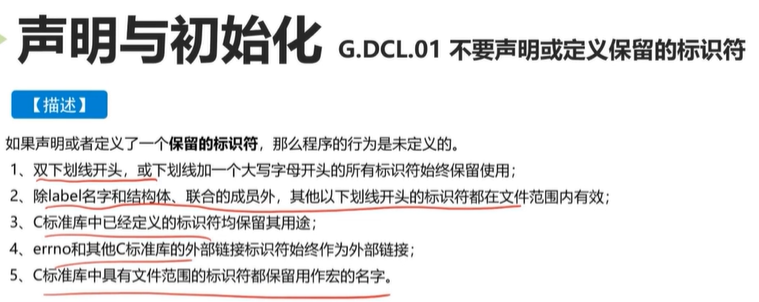 声明与初始化 G.DCL.01 不要声明或定义保留的标识符
【描述】
如果声明或者定义了一个保留的标识符，那么程序的行为是未定义的。
1、双下划线开头，或下划线加一个大写字母开头的所有标识符始终保留使用；
2、除label名字和结构体、联合的成员外，其他以下划线开头的标识符都在文件范围内有效；
3、C标准库中已经定义的标识符均保留其用途；
4、errno和其他C标准库的外部链接标识符始终作为外部链接；
5、C标准库中具有文件范围的标识符都保留用作宏的名字。